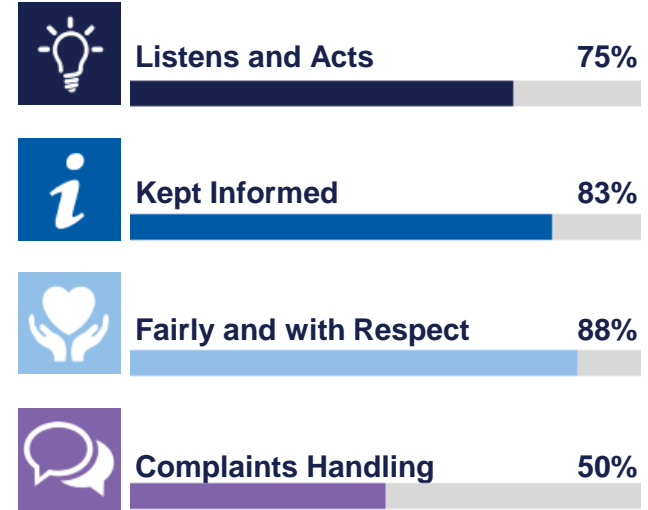 Listens and Acts 75%
Kept Informed 83%
Fairly and with Respect 88%
Complaints Handling 50%